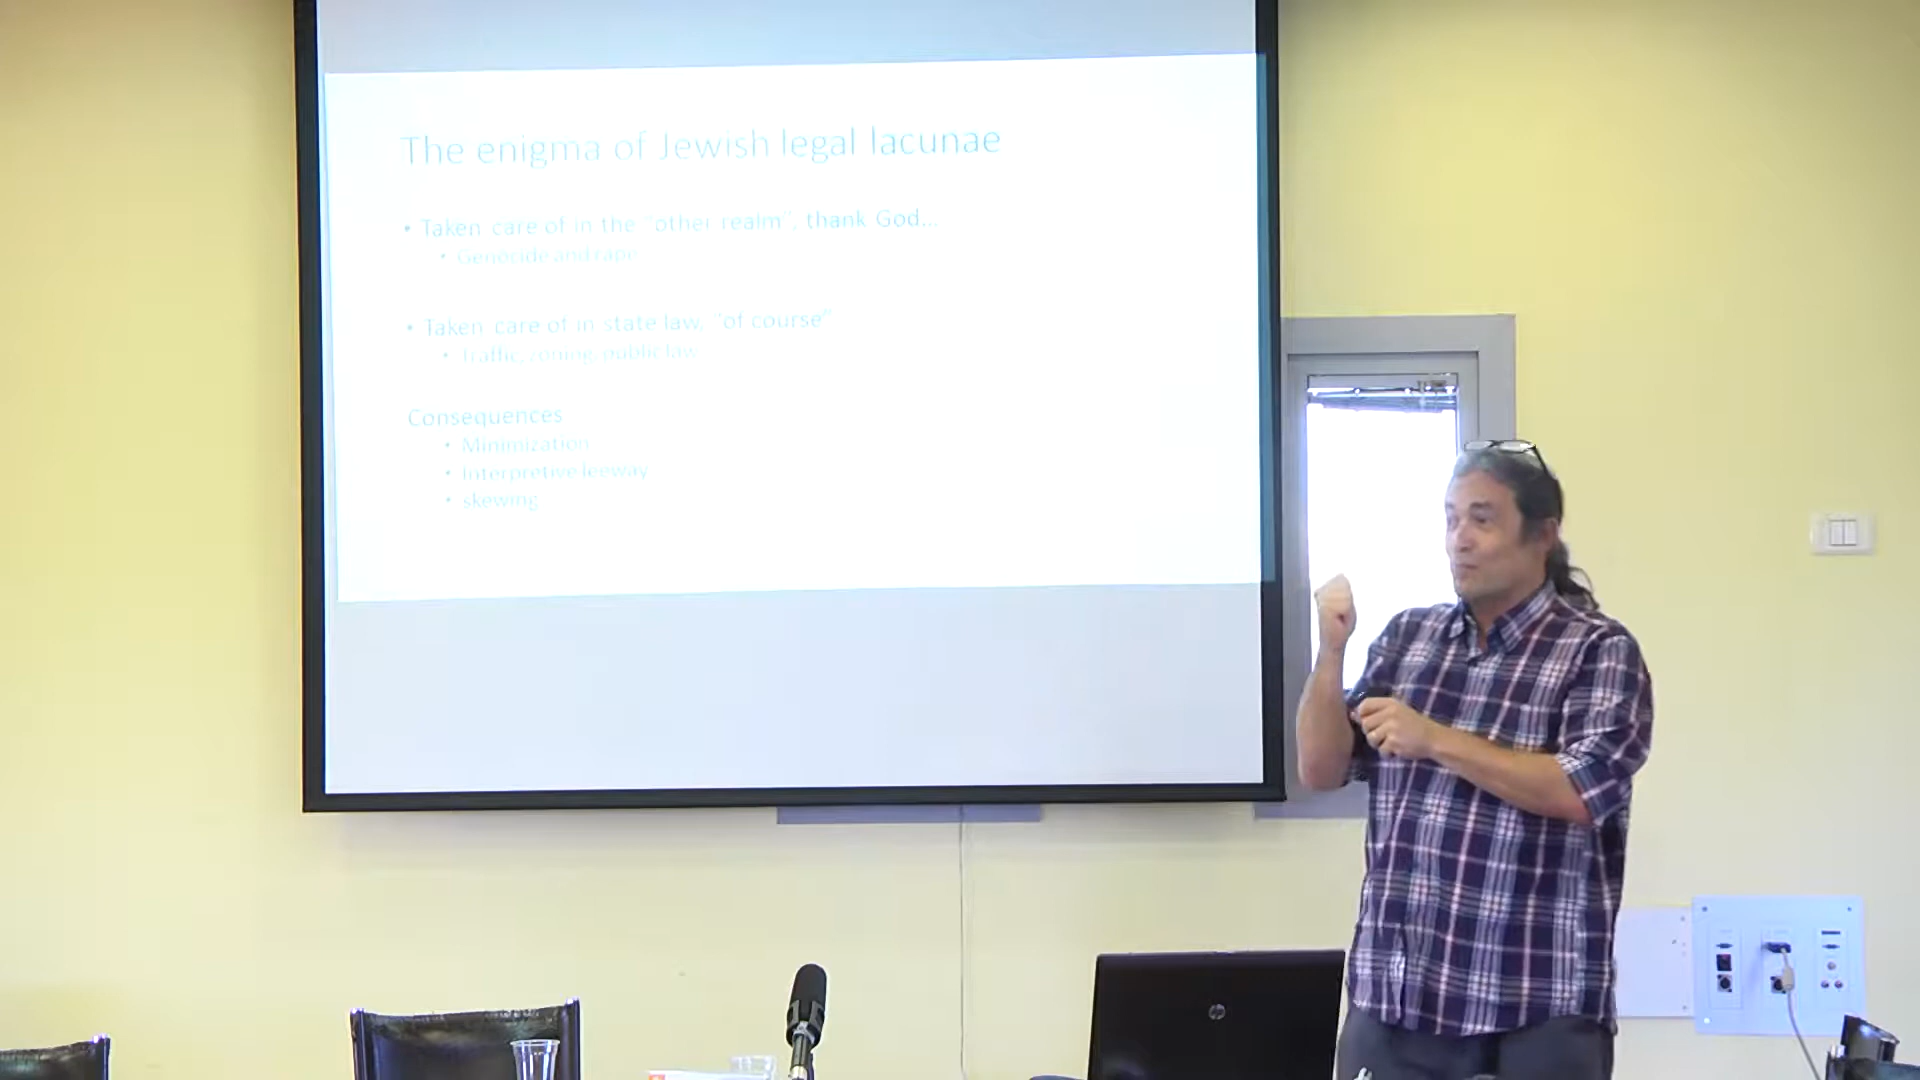 The enigma of Jewish legal lacunae
• Taken care of in the "other realm", thank God...
• Genocide and rape
• Taken care of in state law, "of course"
• Traffic, zoning, public law
Consequences
• Minimization
• Interpretive leeway
• skewing
hp